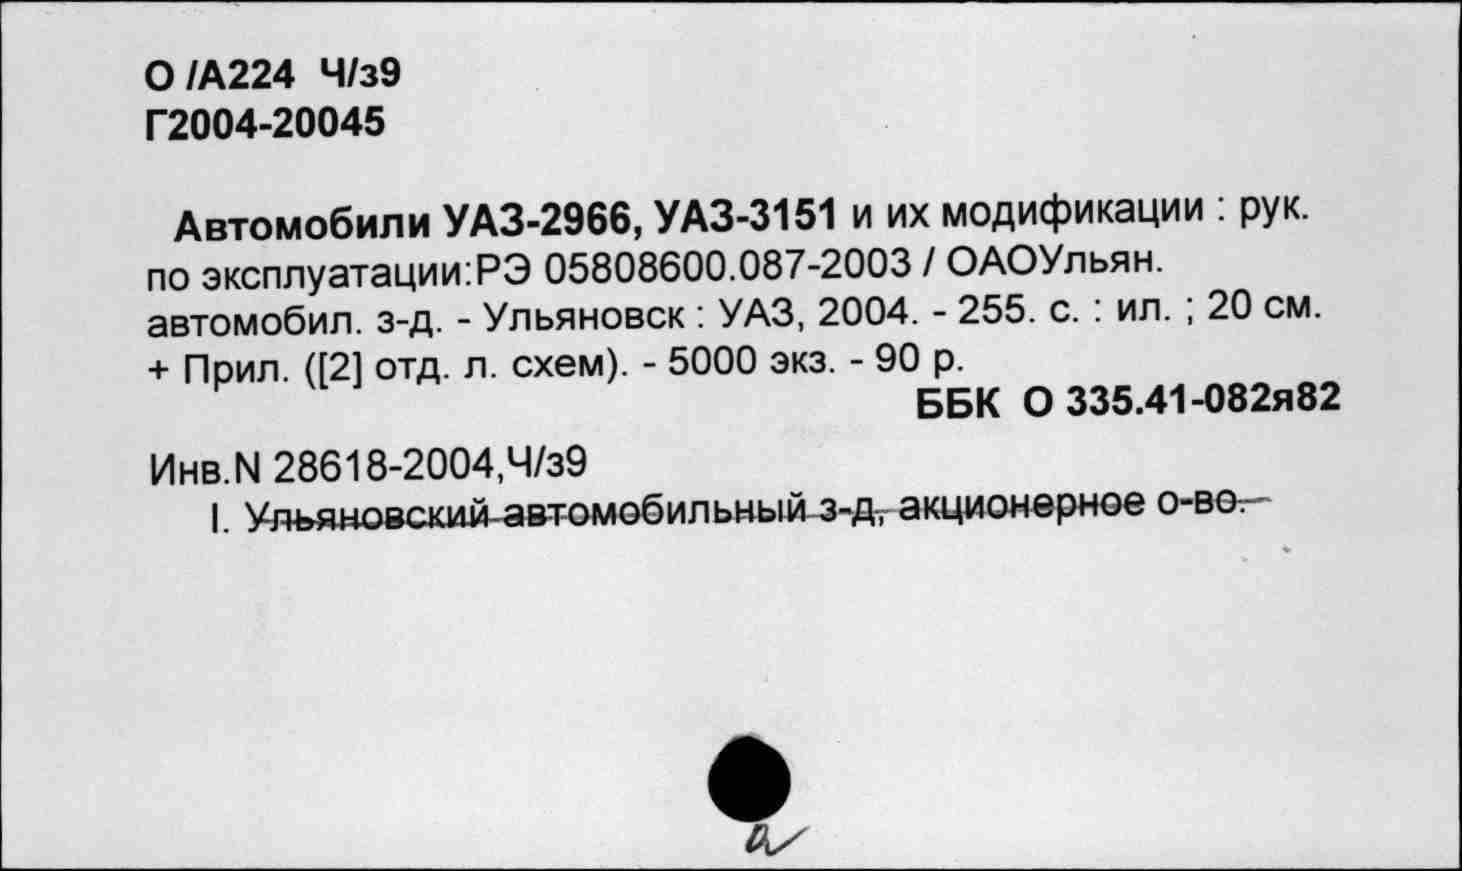 О /А224 Ч/з9
Г2004-20045
Автомобили УАЗ-2966, УАЗ-3151 и их модификации : рук.
по эксплуатации:РЭ 05808600.087-2003 / ОАОУльян.
автомобил. з-д. - Ульяновск : УАЗ, 2004. - 255. с. : ил. ; 20 см.
+ Прил. ([2] отд. л. схем). - 5000 экз. - 90 р.
ББК О 335.41-082я82
Инв.N 28618-2004,Ч/з9
I. Ульяновский автомобильный з-д, акционерное о-во.